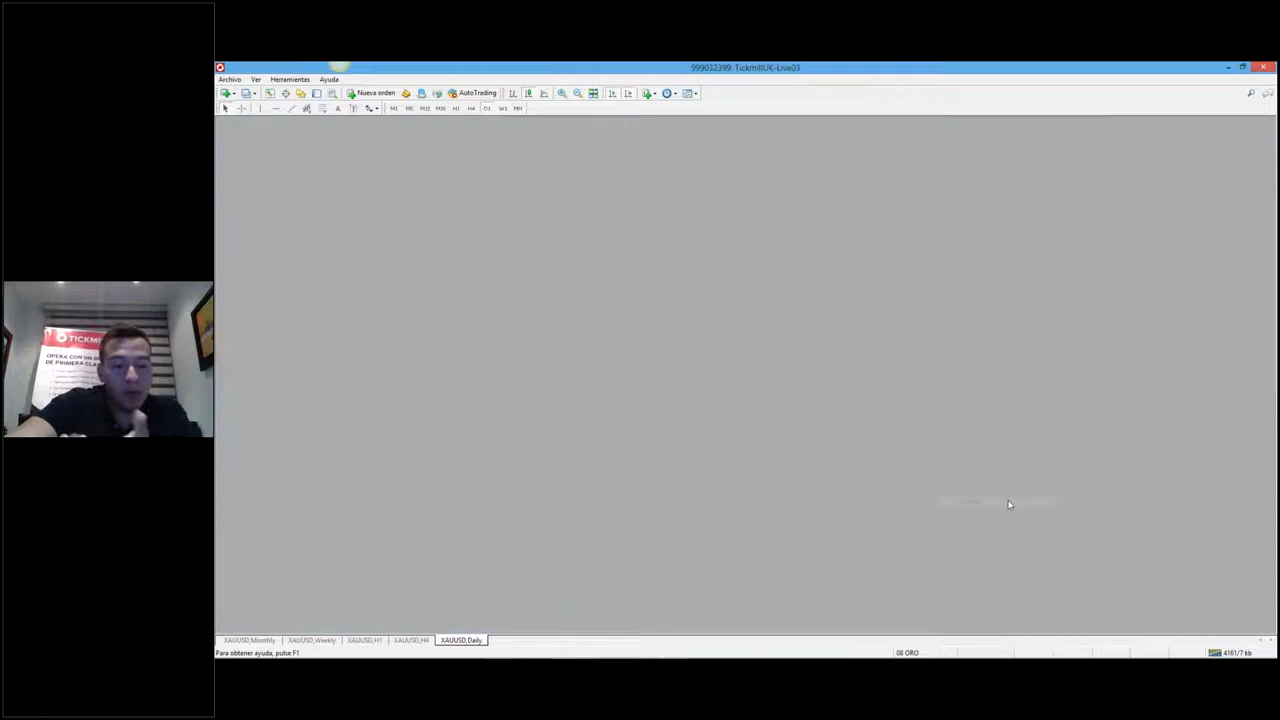 999032399: TickmillUK-Live03
Archivo Ver Herramientas Ayuda
Nueva orden AutoTrading
A T M1 M5 M15 M30 H1 H4 D1 W1 MN
TICKM
OPERA CON UN B
DE PRIMERA CLA
XAUUSD,Monthly XAUUSD,Weekly XAUUSD,H1 XAUUSD,H4 XAUUSD,Daily
Para obtener ayuda, pulse F1 08 ORO 4161/7 kb